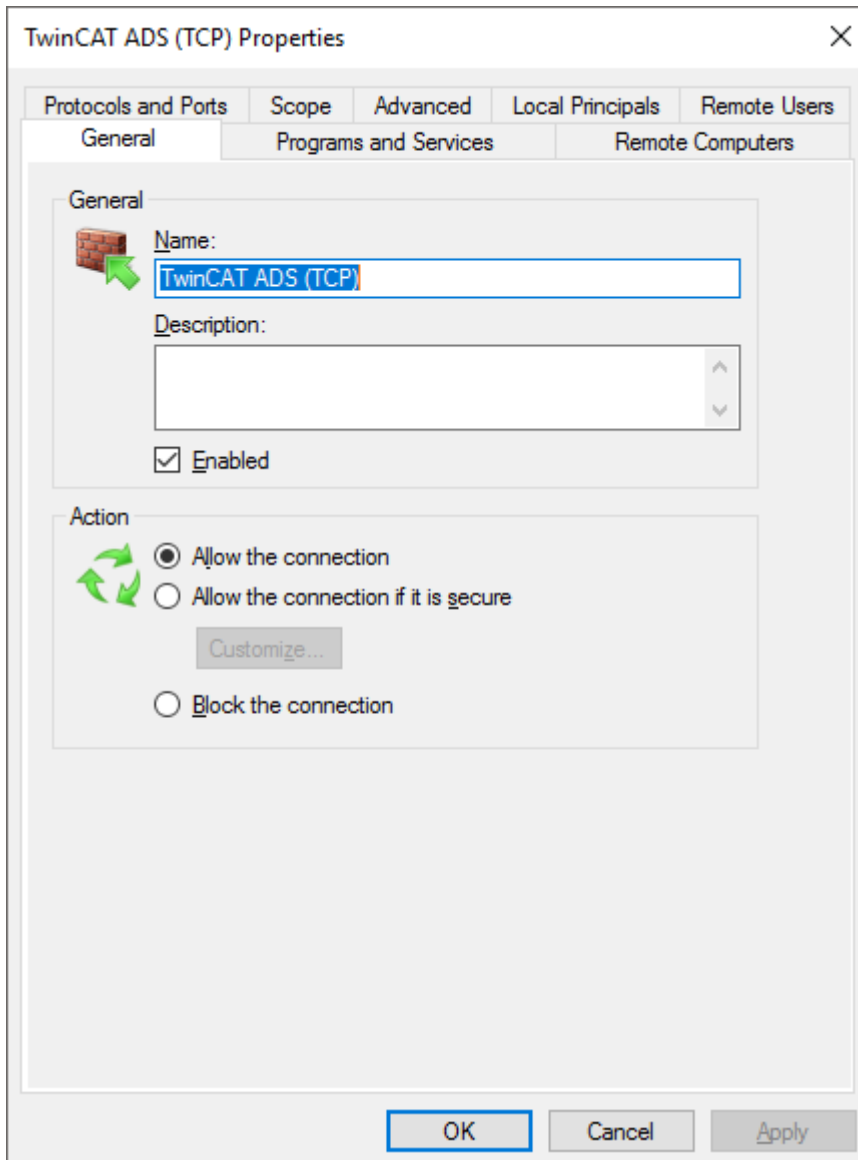 TwinCAT ADS (TCP) Properties
Protocols and Ports Scope Advanced Local Principals Remote Users
General Programs and Services Remote Computers
General
Name:
TwinCAT ADS (TCP)
Description:
Enabled
Action
Allow the connection
Allow the connection if it is secure
Customize...
Block the connection
OK Cancel Apply